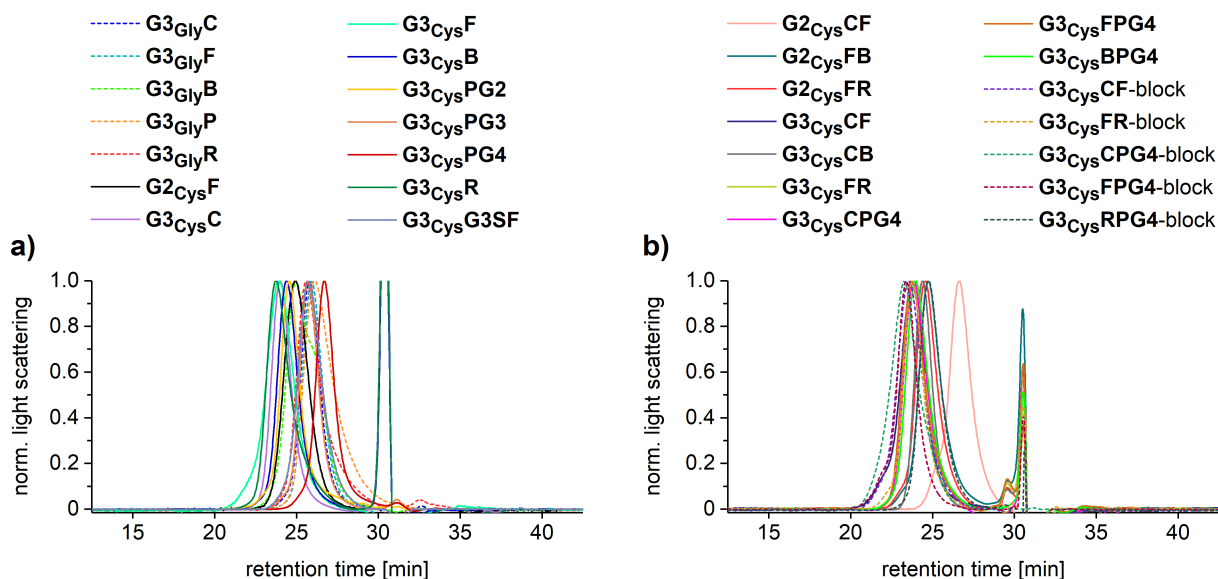 G3GlyC G3CysF
G3GlyF G3CysB
G3GlyB G3CysPG2
G3GlyP G3CysPG3
G3GlyR G3CysPG4
G2CysF G3CysR
G3CysC G3CysG3SF
a)
1.0
0.8
0.6
0.4
0.2
0
norm. light scattering
15 20 25 30 35 40
retention time [min]
G2CysCF G3CysFPG4
G2CysFB G3CysBPG4
G2CysFR G3CysCF-block
G3CysCF G3CysFR-block
G3CysCB G3CysCPG4-block
G3CysFR G3CysFPG4-block
G3CysCPG4 G3CysRPG4-block
b)
1.0
0.8
0.6
0.4
0.2
0
norm. light scattering
15 20 25 30 35 40
retention time [min]